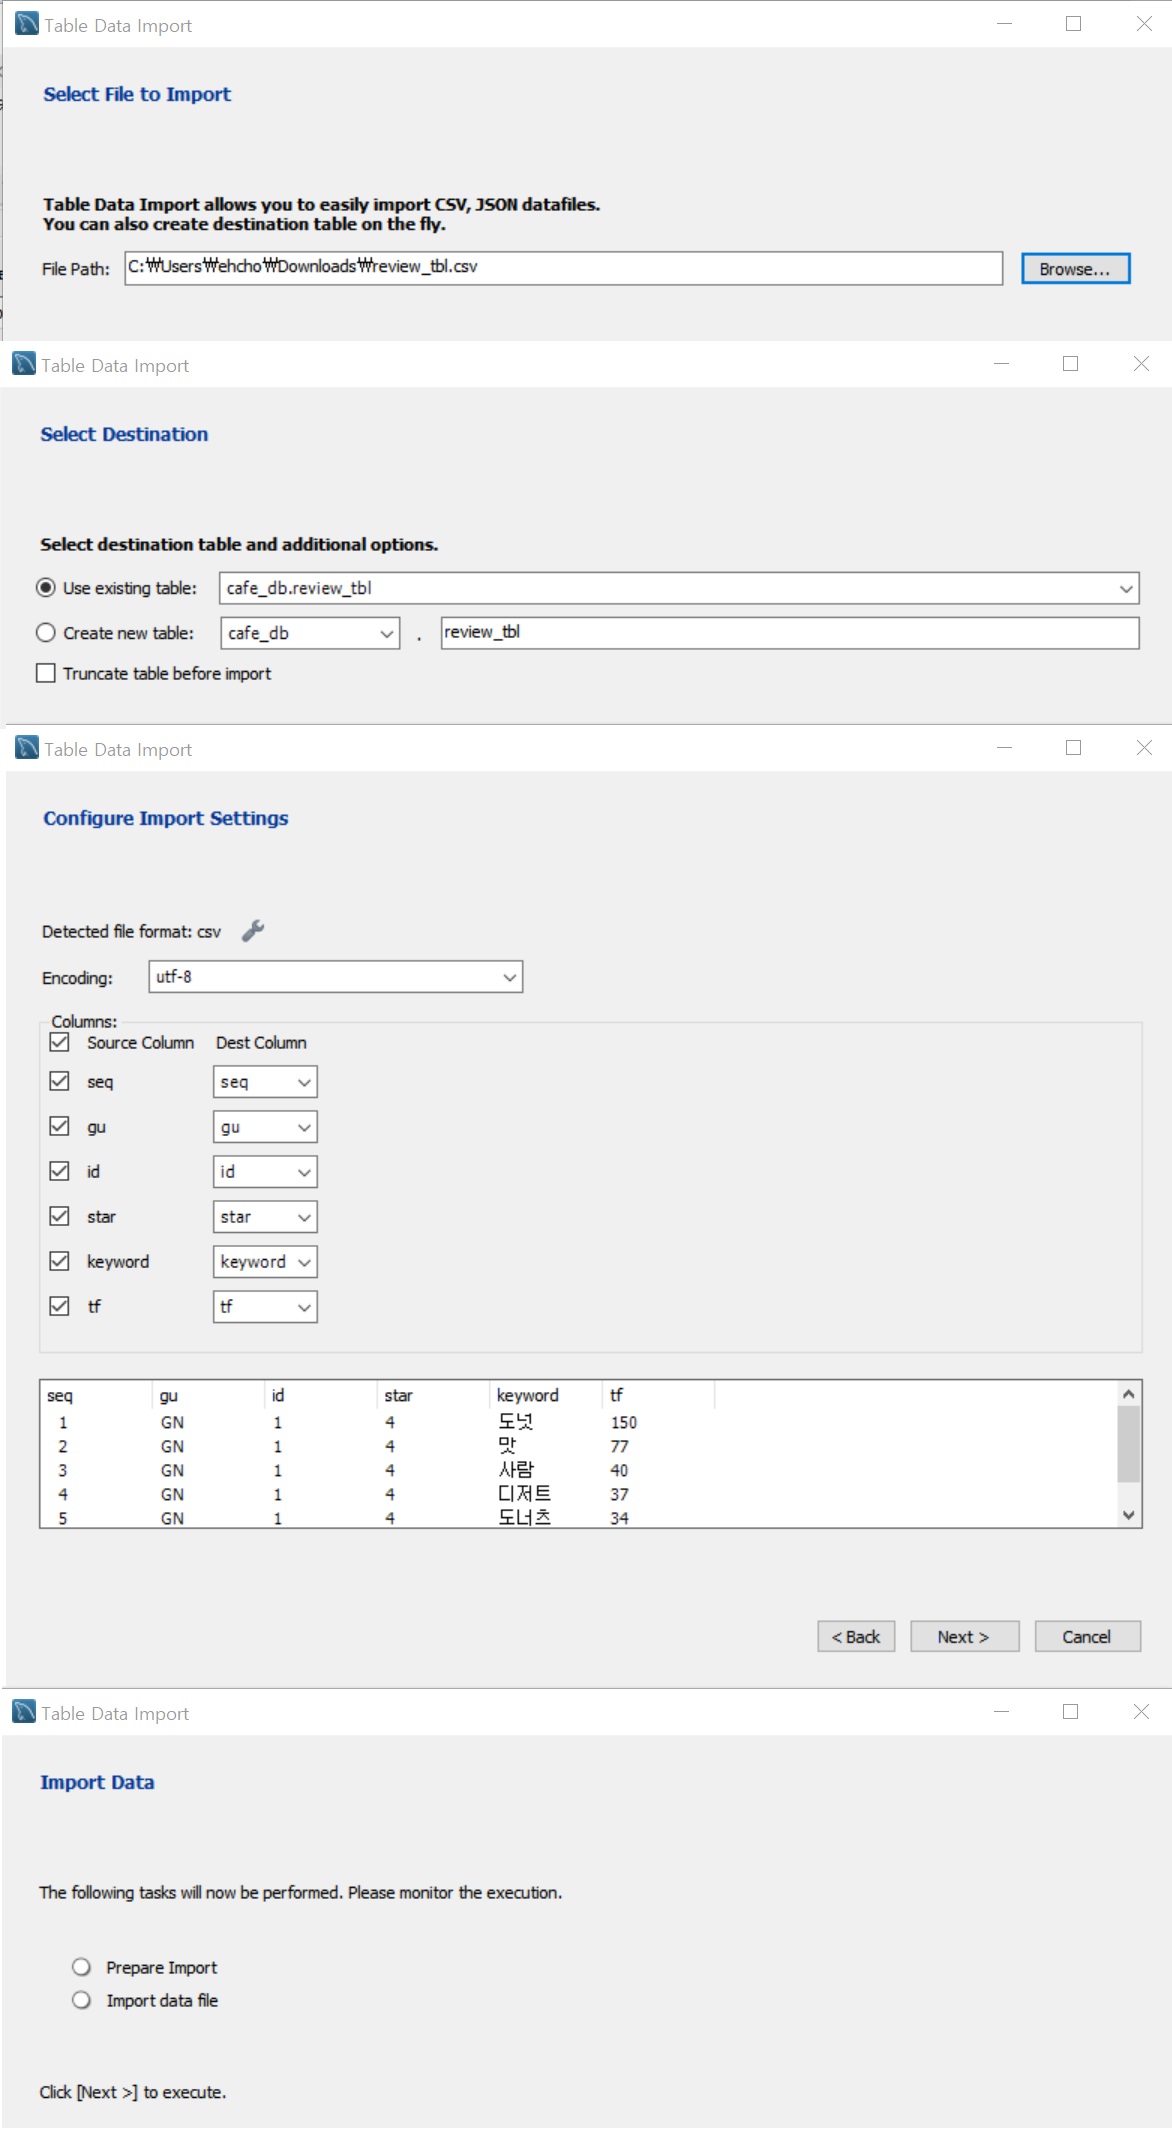 Table Data Import
Select File to Import
Table Data Import allows you to easily import CSV, JSON datafiles.
You can also create destination table on the fly.
File Path: C:₩Users₩ehcho₩Downloads₩review_tbl.csv Browse...
Table Data Import
Select Destination
Select destination table and additional options.
Use existing table: cafe_db.review_tbl
Create new table: cafe_db . review_tbl
Truncate table before import
Table Data Import
Configure Import Settings
Detected file format: csv
Encoding: utf-8
Columns:
Source Column Dest Column
seq seq
gu gu
id id
star star
keyword keyword
tf tf
seq gu id star keyword tf
1 GN 1 4 도넛 150
2 GN 1 4 맛 77
3 GN 1 4 사람 40
4 GN 1 4 디저트 37
5 GN 1 4 도너츠 34
< Back Next > Cancel
Table Data Import
Import Data
The following tasks will now be performed. Please monitor the execution.
Prepare Import
Import data file
Click [Next >] to execute.